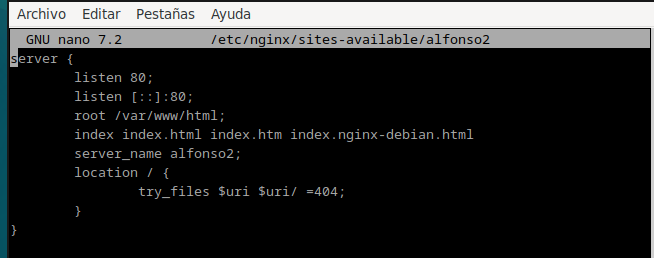 Archivo Editar Pestañas Ayuda
GNU nano 7.2 /etc/nginx/sites-available/alfonso2
server {
listen 80;
listen [::]:80;
root /var/www/html;
index index.html index.htm index.nginx-debian.html
server_name alfonso2;
location / {
try_files $uri $uri/ =404;
}
}